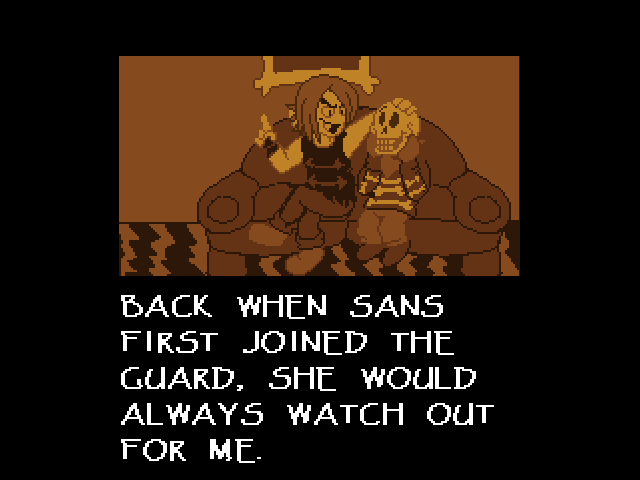 BACK WHEN SANS
FIRST JOINED THE
GUARD, SHE WOULD
ALWAYS WATCH OUT
FOR ME.